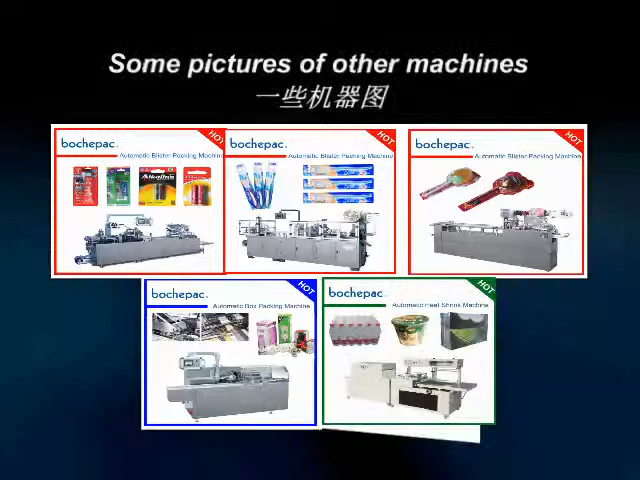 Some pictures of other machines
一些机器图
HOT
bochepac.
Automatic Blister Packing Machine
HOT
bochepac.
Automatic Blister Packing Machine
HOT
bochepac.
Automatic Blister Packing Machine
HOT
bochepac.
Automatic Box Packing Machine
HOT
bochepac.
Automatic Heat Shrink Machine